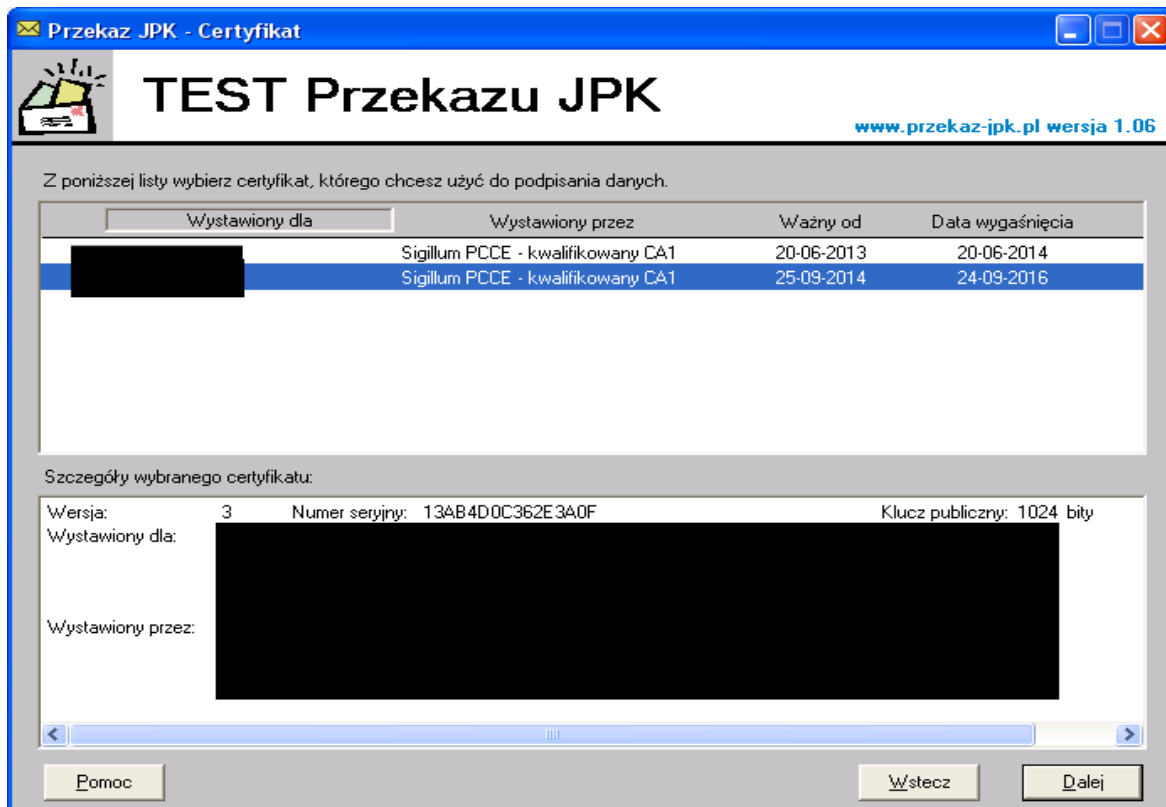 Przekaz JPK - Certyfikat
TEST Przekazu JPK
www.przekaz-jpk.pl wersja 1.06
Z poniższej listy wybierz certyfikat, którego chcesz użyć do podpisania danych.
Wystawiony dla Wystawiony przez Ważny od Data wygaśnięcia
Sigillum PCCE - kwalifikowany CA1 20-06-2013 20-06-2014
Sigillum PCCE - kwalifikowany CA1 25-09-2014 24-09-2016
Szczegóły wybranego certyfikatu:
Wersja: 3 Numer seryjny: 13AB4D0C362E3A0F Klucz publiczny: 1024 bity
Wystawiony dla:
Wystawiony przez:
Pomoc Wstecz Dalej